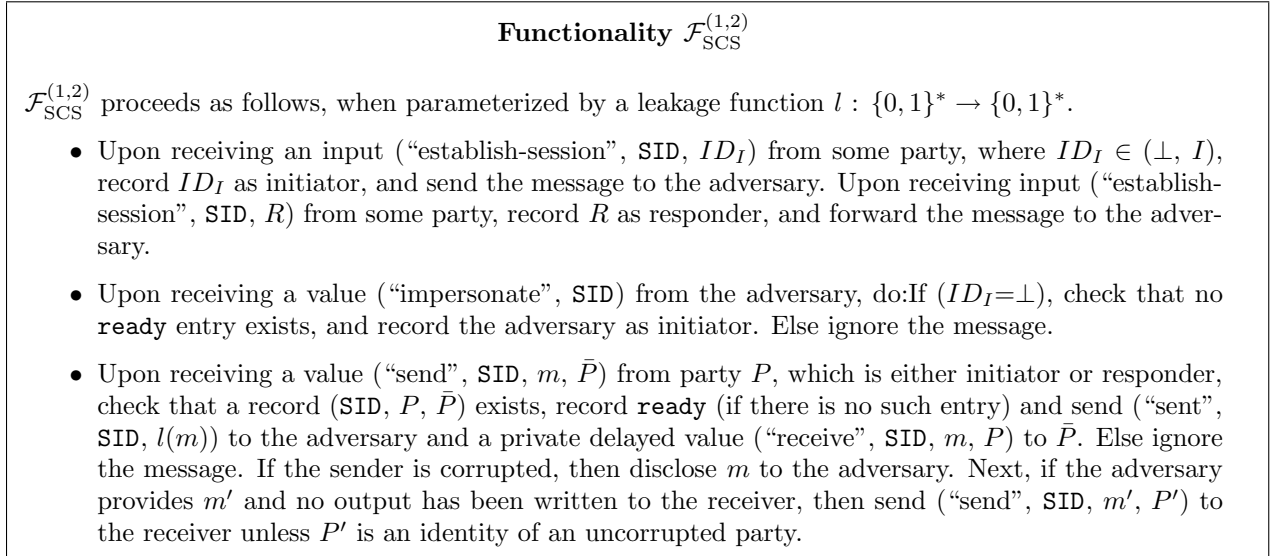 Functionality $\mathcal{F}_{\mathrm{SCS}}^{(1,2)}$
$\mathcal{F}_{\mathrm{SCS}}^{(1,2)}$ proceeds as follows, when parameterized by a leakage function $l : \{0,1\}^* \to \{0,1\}^*$.
• Upon receiving an input (“establish-session”, SID, $ID_I$) from some party, where $ID_I \in (\bot, I)$,
record $ID_I$ as initiator, and send the message to the adversary. Upon receiving input (“establish-
session”, SID, $R$) from some party, record $R$ as responder, and forward the message to the adver-
sary.
• Upon receiving a value (“impersonate”, SID) from the adversary, do:If ($ID_I$=$\bot$), check that no
ready entry exists, and record the adversary as initiator. Else ignore the message.
• Upon receiving a value (“send”, SID, $m$, $\bar{P}$) from party $P$, which is either initiator or responder,
check that a record (SID, $P$, $\bar{P}$) exists, record ready (if there is no such entry) and send (“sent”,
SID, $l(m)$) to the adversary and a private delayed value (“receive”, SID, $m$, $P$) to $\bar{P}$. Else ignore
the message. If the sender is corrupted, then disclose $m$ to the adversary. Next, if the adversary
provides $m'$ and no output has been written to the receiver, then send (“send”, SID, $m'$, $P'$) to
the receiver unless $P'$ is an identity of an uncorrupted party.